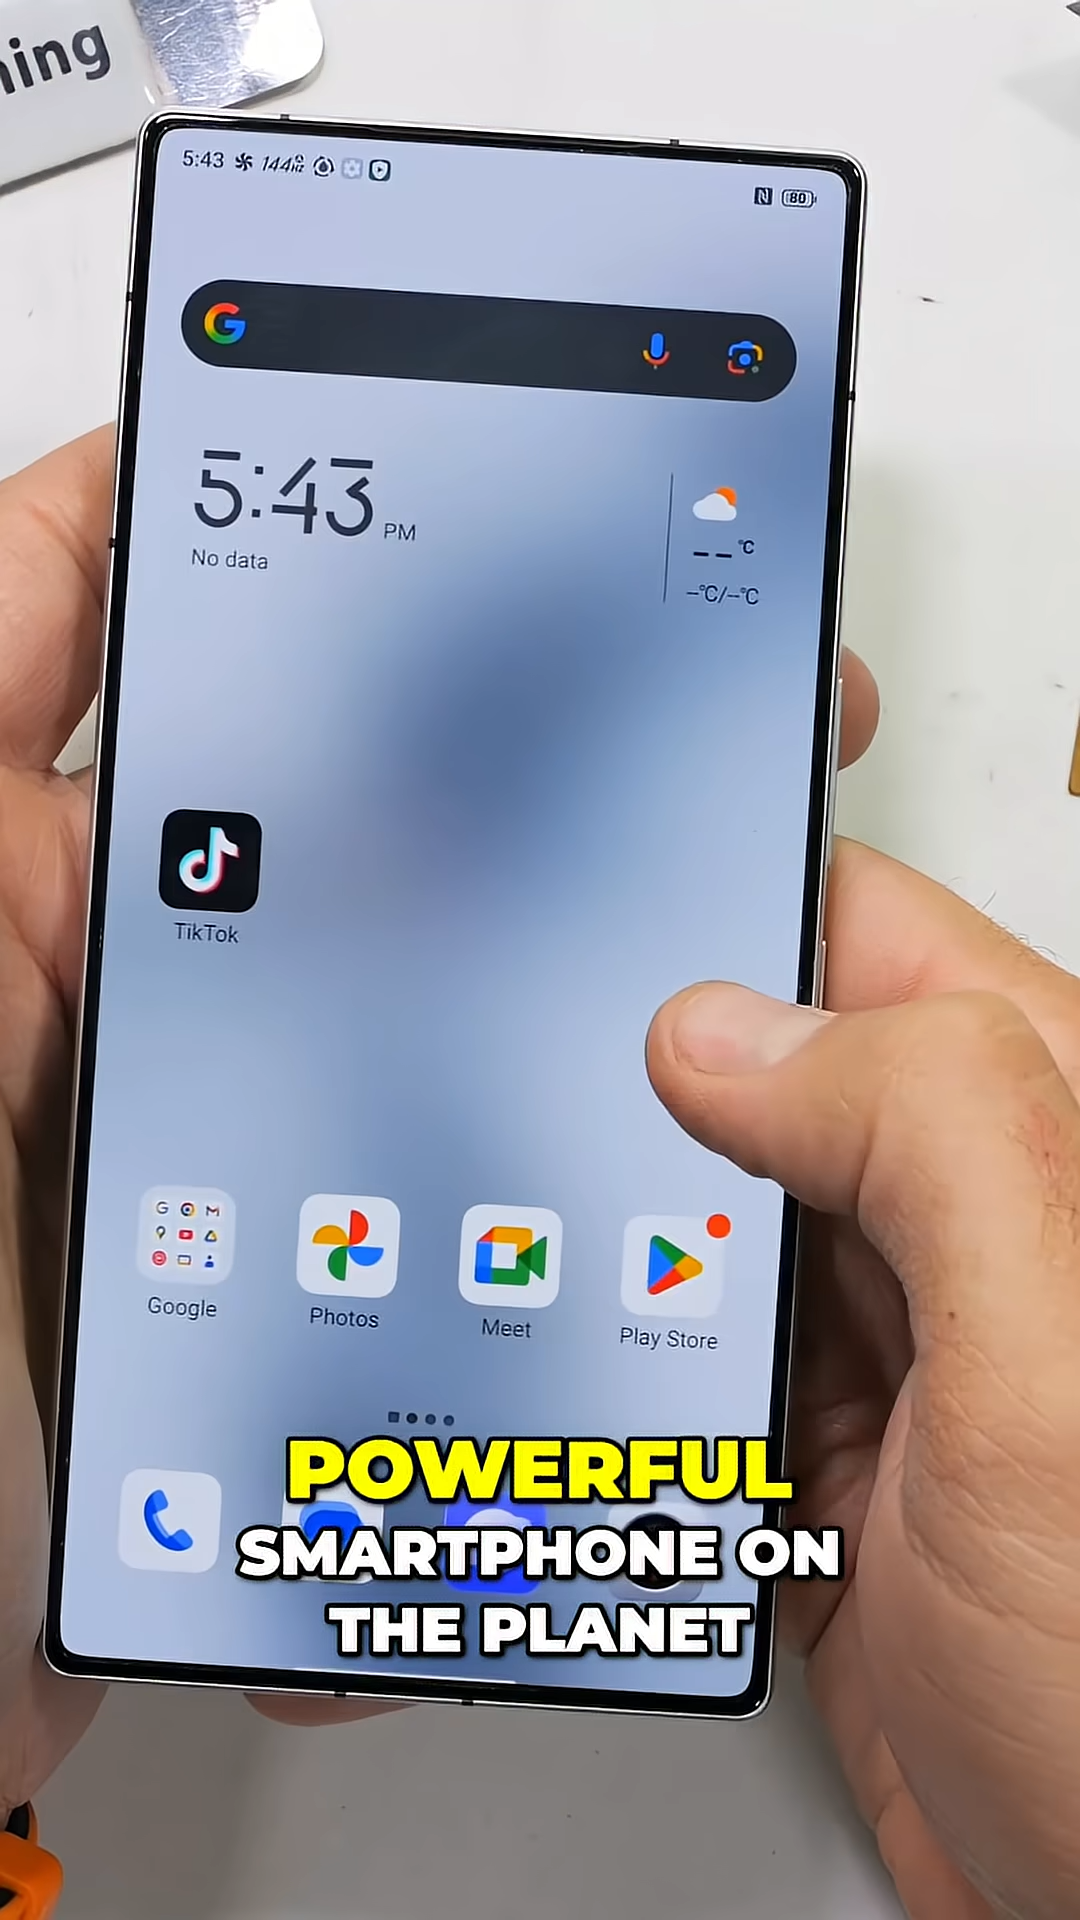 ning
5:43 144Hz
N 80
G
5:43 PM
No data
--°C
--°C/--°C
TikTok
G M
Google
Photos
Meet
Play Store
POWERFUL
SMARTPHONE ON
THE PLANET